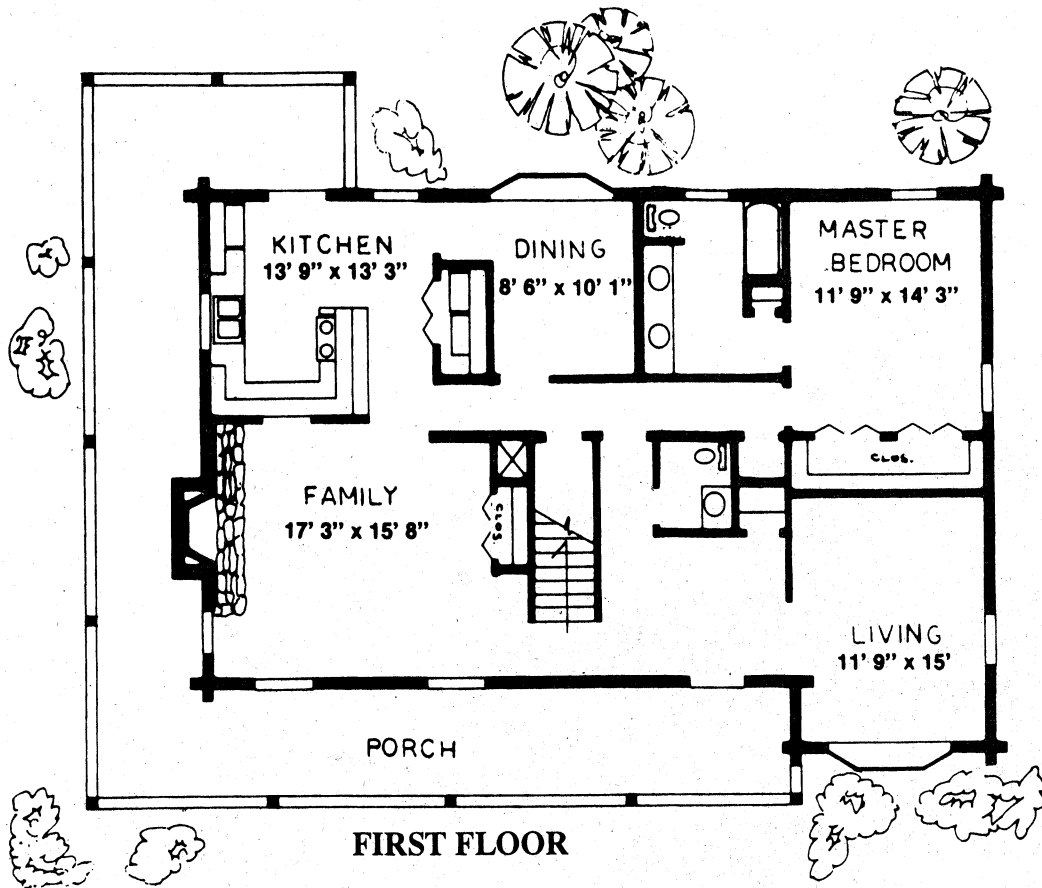 KITCHEN
13' 9" x 13' 3"
DINING
8' 6" x 10' 1"
MASTER
BEDROOM
11' 9" x 14' 3"
CLOS.
FAMILY
17' 3" x 15' 8"
CLOS
LIVING
11' 9" x 15'
PORCH
FIRST FLOOR